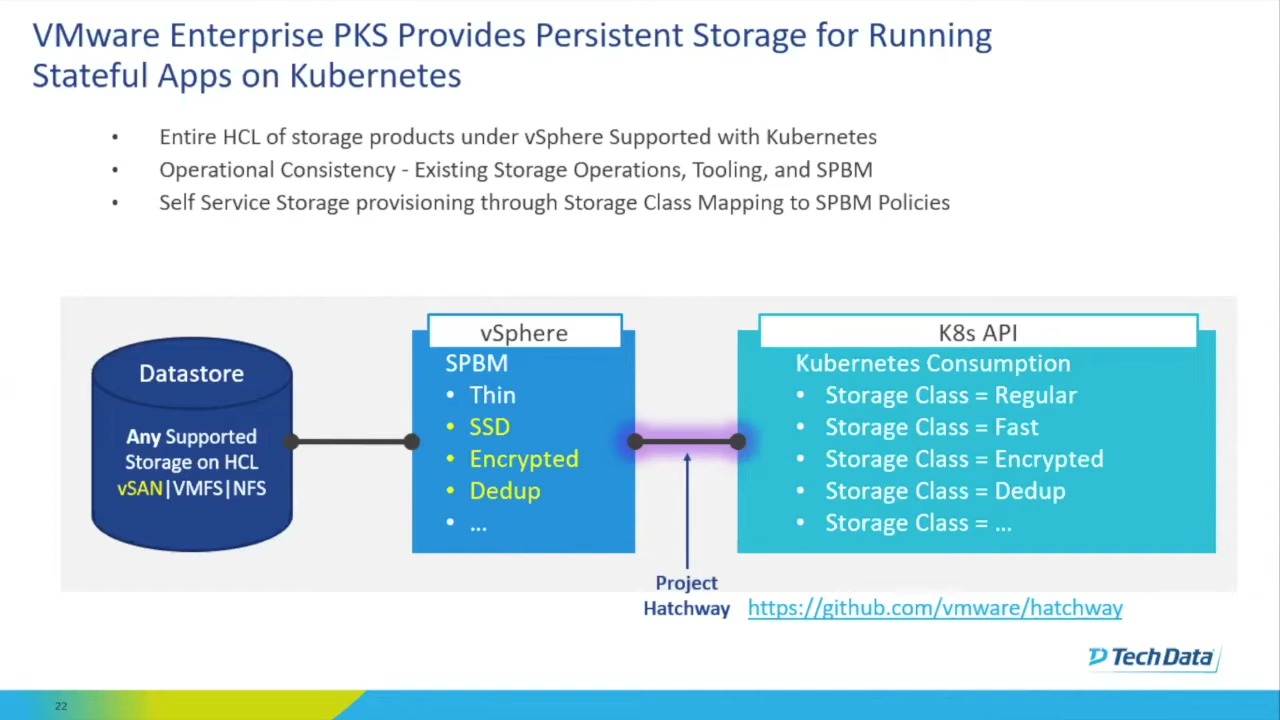 VMware Enterprise PKS Provides Persistent Storage for Running
Stateful Apps on Kubernetes
• Entire HCL of storage products under vSphere Supported with Kubernetes
• Operational Consistency - Existing Storage Operations, Tooling, and SPBM
• Self Service Storage provisioning through Storage Class Mapping to SPBM Policies
Datastore
Any Supported
Storage on HCL
vSAN|VMFS|NFS
vSphere
SPBM
• Thin
• SSD
• Encrypted
• Dedup
• ...
K8s API
Kubernetes Consumption
• Storage Class = Regular
• Storage Class = Fast
• Storage Class = Encrypted
• Storage Class = Dedup
• Storage Class = ...
Project
Hatchway
https://github.com/vmware/hatchway
Tech Data
22